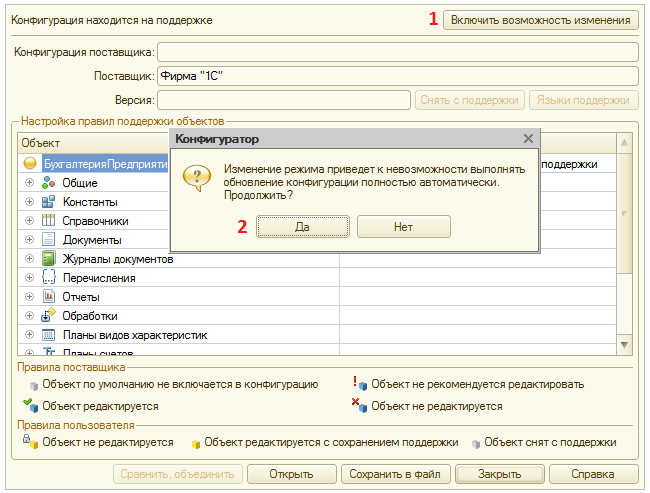 Конфигурация находится на поддержке
1
Включить возможность изменения
Конфигурация поставщика:
Поставщик: Фирма "1С"
Версия:
Снять с поддержки
Языки поддержки
Настройка правил поддержки объектов
Объект
БухгалтерияПредприяти
поддержки
Общие
Константы
Справочники
Документы
Журналы документов
Перечисления
Отчеты
Обработки
Планы видов характеристик
Планы счетов
Конфигуратор
Изменение режима приведет к невозможности выполнять
обновление конфигурации полностью автоматически.
Продолжить?
2
Да
Нет
Правила поставщика
Объект по умолчанию не включается в конфигурацию
Объект не рекомендуется редактировать
Объект редактируется
Объект не редактируется
Правила пользователя
Объект не редактируется
Объект редактируется с сохранением поддержки
Объект снят с поддержки
Сравнить, объединить
Открыть
Сохранить в файл
Закрыть
Справка